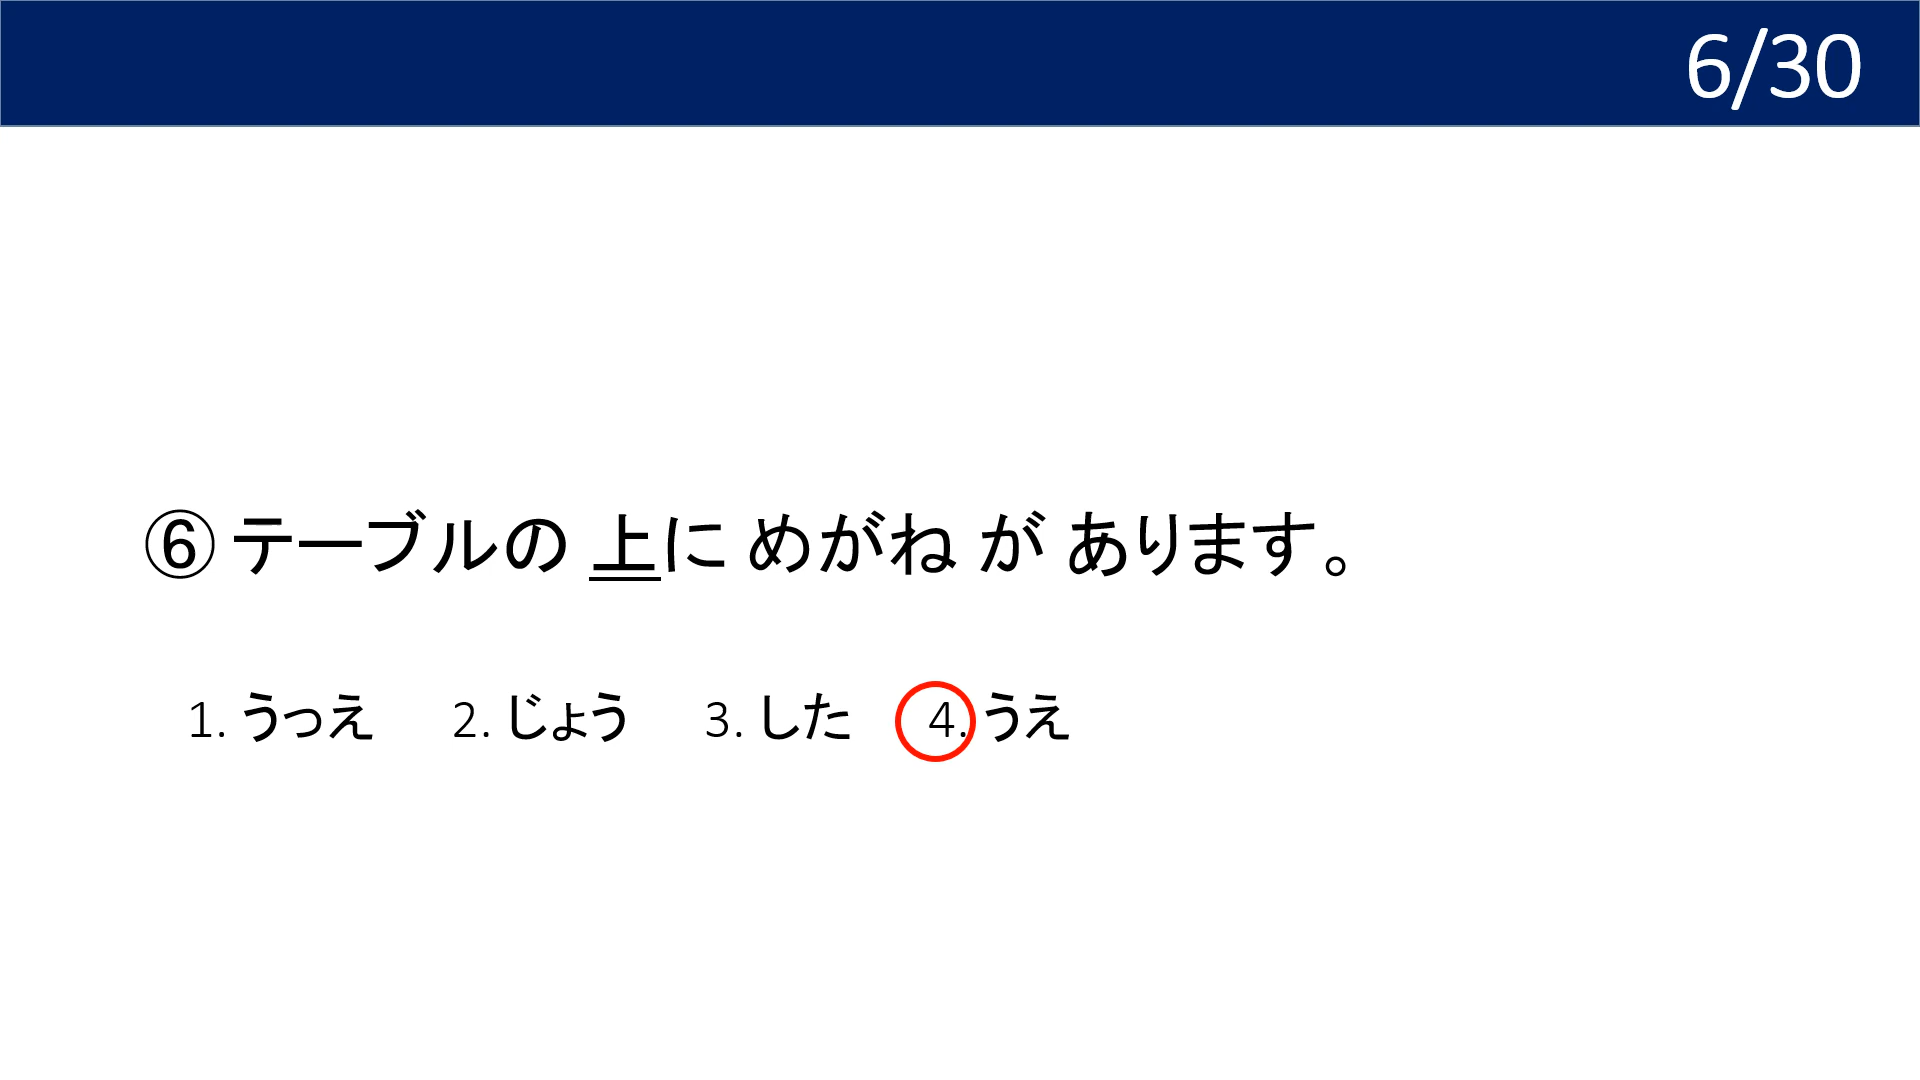 6/30
⑥ テーブルの 上に めがね が あります。
1. うっえ 2. じょう 3. した 4. うえ